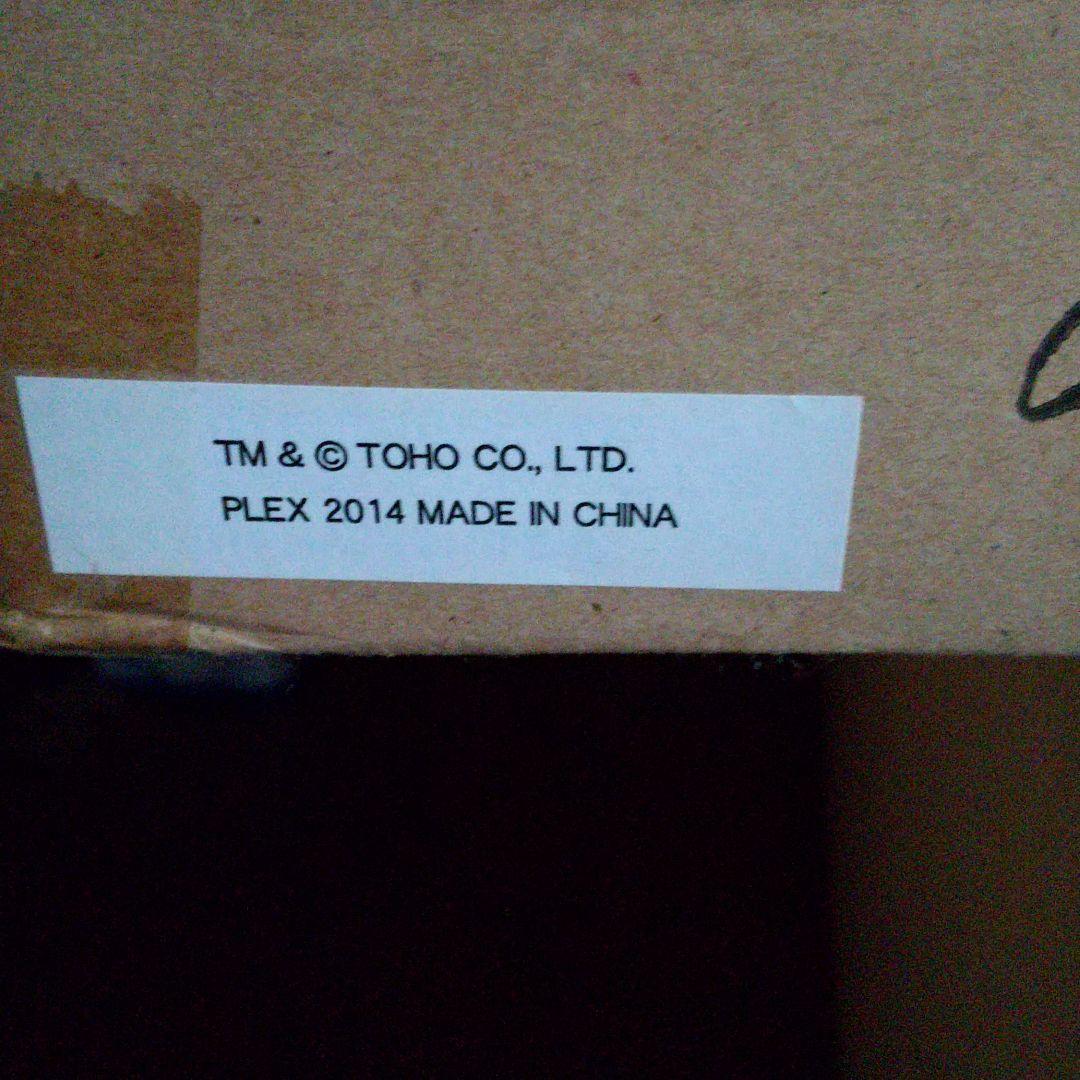 TM & © TOHO CO., LTD.
PLEX 2014 MADE IN CHINA